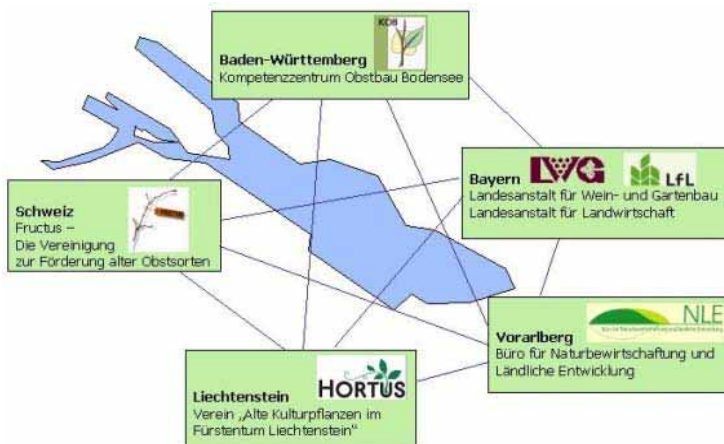 KOB
Baden-Württemberg
Kompetenzzentrum Obstbau Bodensee
Bayern LWG LfL
Landesanstalt für Wein- und Gartenbau
Landesanstalt für Landwirtschaft
Schweiz
Fructus –
Die Vereinigung
zur Förderung alter Obstsorten
NLE
Vorarlberg
Büro für Naturbewirtschaftung und
Ländliche Entwicklung
Liechtenstein HORTUS
Verein „Alte Kulturpflanzen im
Fürstentum Liechtenstein“